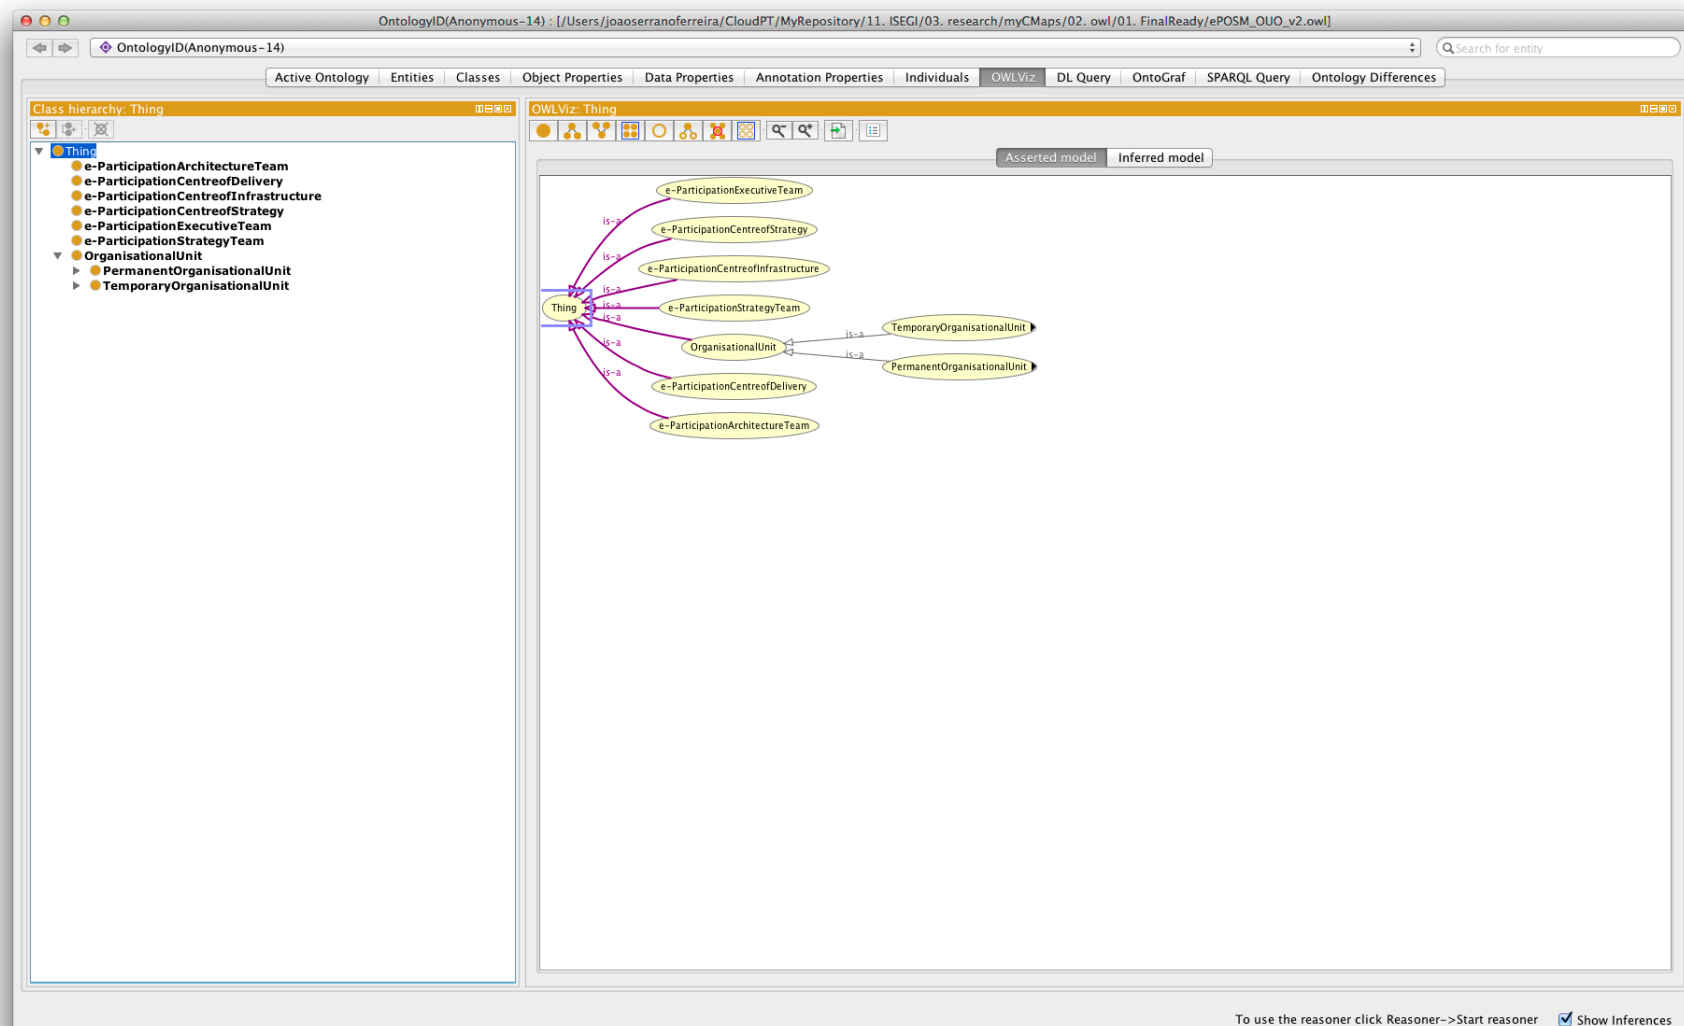 OntologyID(Anonymous-14) : [/Users/joaoserranoferreira/CloudPT/MyRepository/11. ISEGI/03. research/myCMaps/02. owl/01. FinalReady/ePOSM_OUO_v2.owl]
OntologyID(Anonymous-14)
Search for entity
Active Ontology Entities Classes Object Properties Data Properties Annotation Properties Individuals OWLViz DL Query OntoGraf SPARQL Query Ontology Differences
Class hierarchy: Thing
Thing
e-ParticipationArchitectureTeam
e-ParticipationCentreofDelivery
e-ParticipationCentreofInfrastructure
e-ParticipationCentreofStrategy
e-ParticipationExecutiveTeam
e-ParticipationStrategyTeam
OrganisationalUnit
PermanentOrganisationalUnit
TemporaryOrganisationalUnit
OWLViz: Thing
Asserted model Inferred model
e-ParticipationExecutiveTeam
is-a
e-ParticipationCentreofStrategy
is-a
e-ParticipationCentreofInfrastructure
is-a
Thing is-a e-ParticipationStrategyTeam
is-a
TemporaryOrganisationalUnit
is-a
is-a OrganisationalUnit
is-a
PermanentOrganisationalUnit
is-a
e-ParticipationCentreofDelivery
e-ParticipationArchitectureTeam
To use the reasoner click Reasoner->Start reasoner Show Inferences